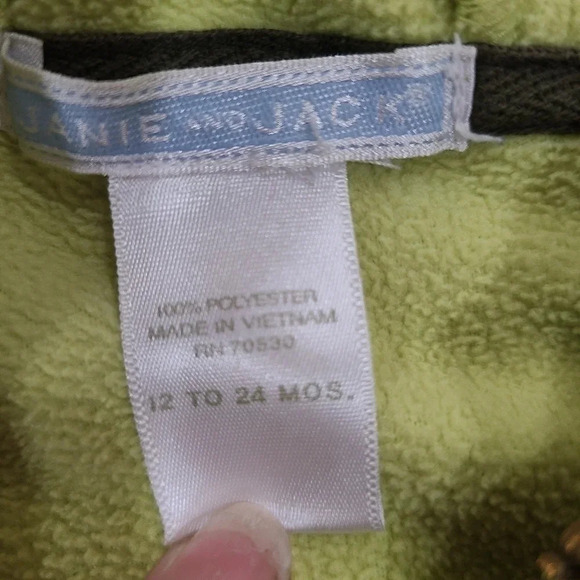 JANIE AND JACK®
100% POLYESTER
MADE IN VIETNAM
RN 70530
12 TO 24 MOS.